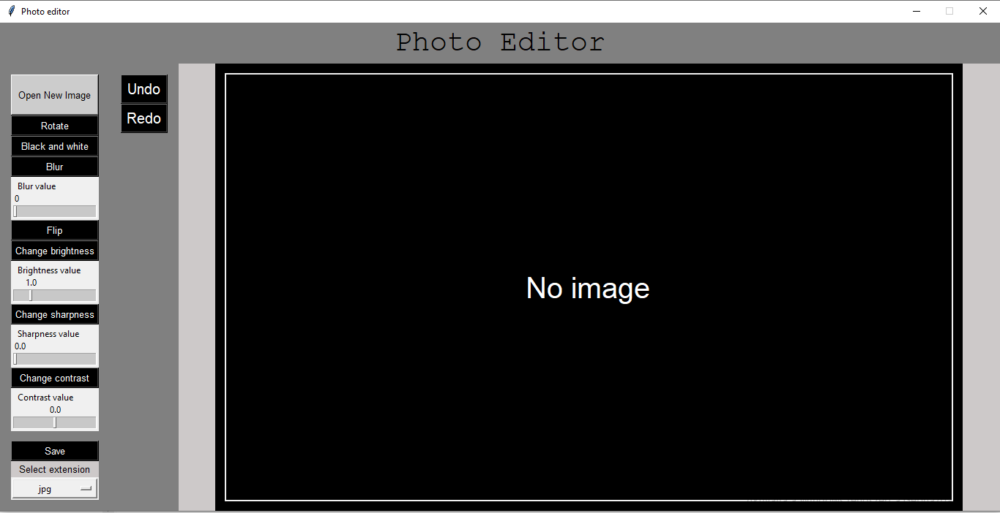 Photo editor
Photo Editor
Open New Image
Rotate
Black and white
Blur
Blur value
0
Flip
Change brightness
Brightness value
1.0
Change sharpness
Sharpness value
0.0
Change contrast
Contrast value
0.0
Save
Select extension
jpg
Undo
Redo
No image